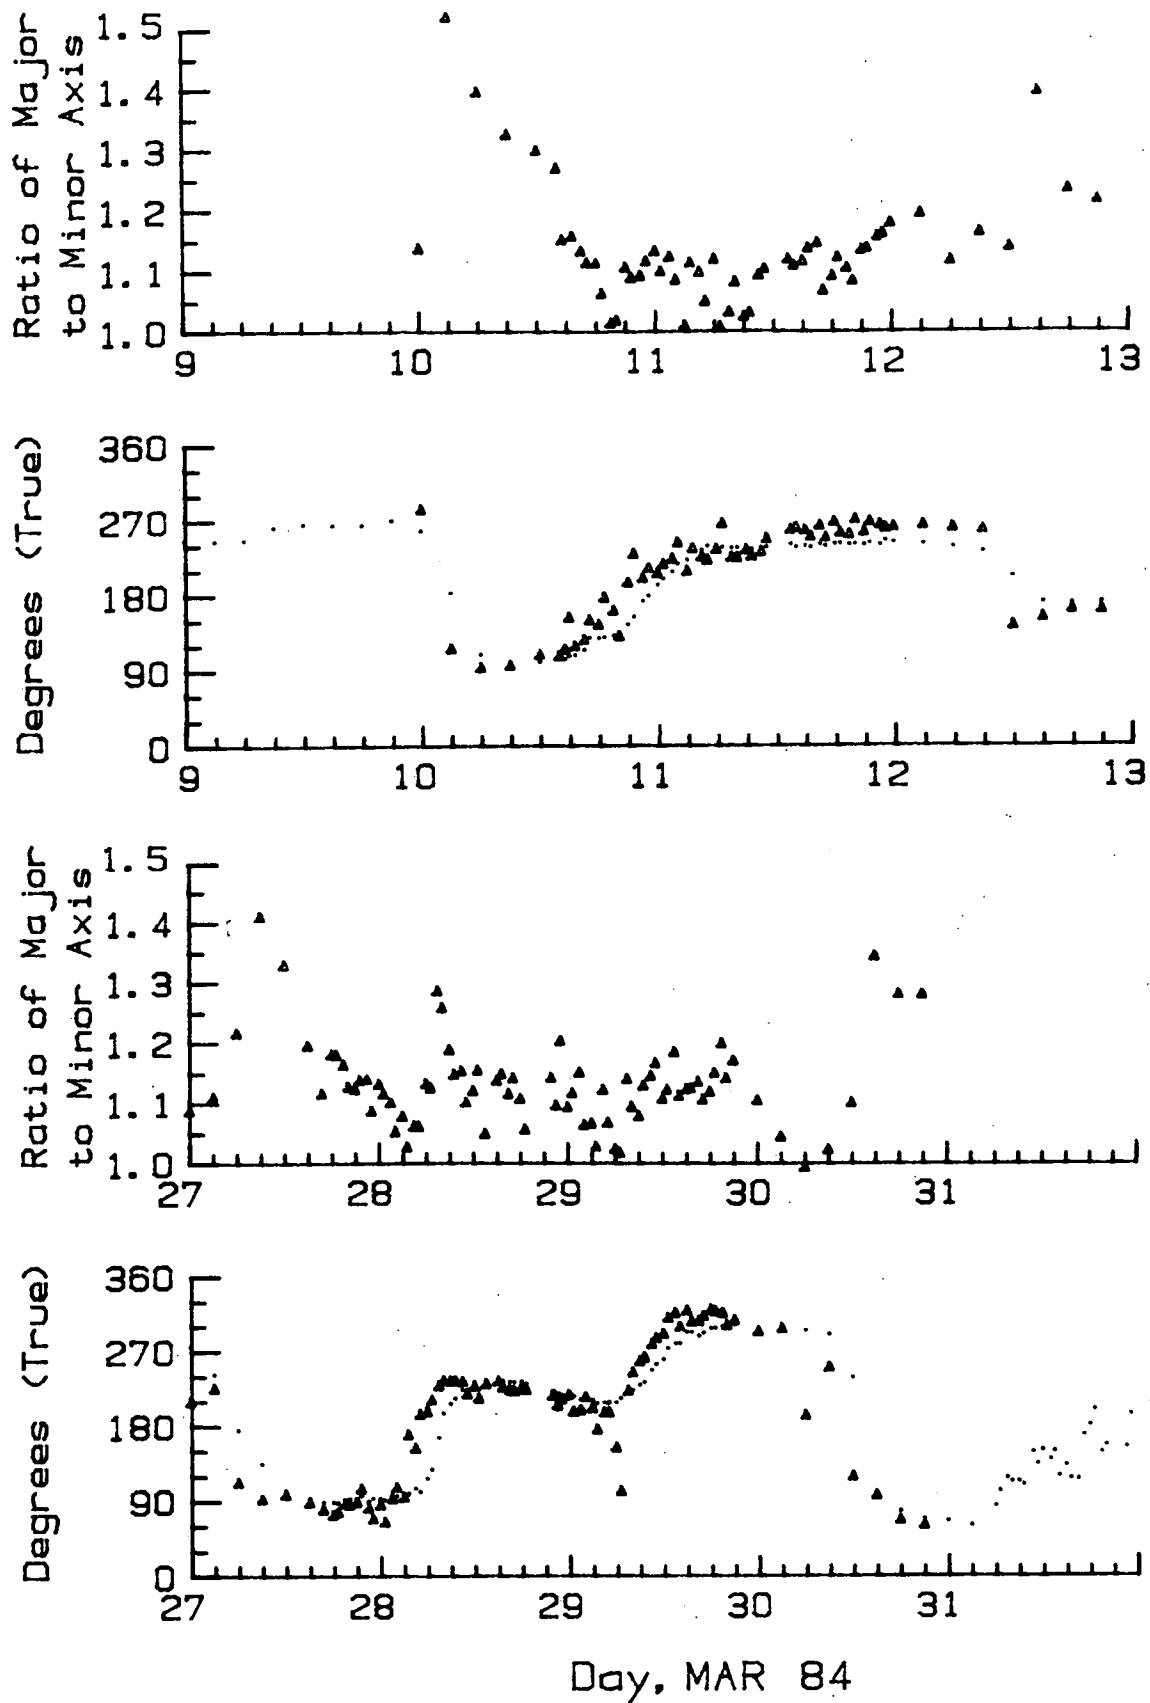 Ratio of Major
to Minor Axis
1.5
1.4
1.3
1.2
1.1
1.0
9 10 11 12 13
Degrees (True)
360
270
180
90
0
9 10 11 12 13
Ratio of Major
to Minor Axis
1.5
1.4
1.3
1.2
1.1
1.0
27 28 29 30 31
Degrees (True)
360
270
180
90
0
27 28 29 30 31
Day, MAR 84